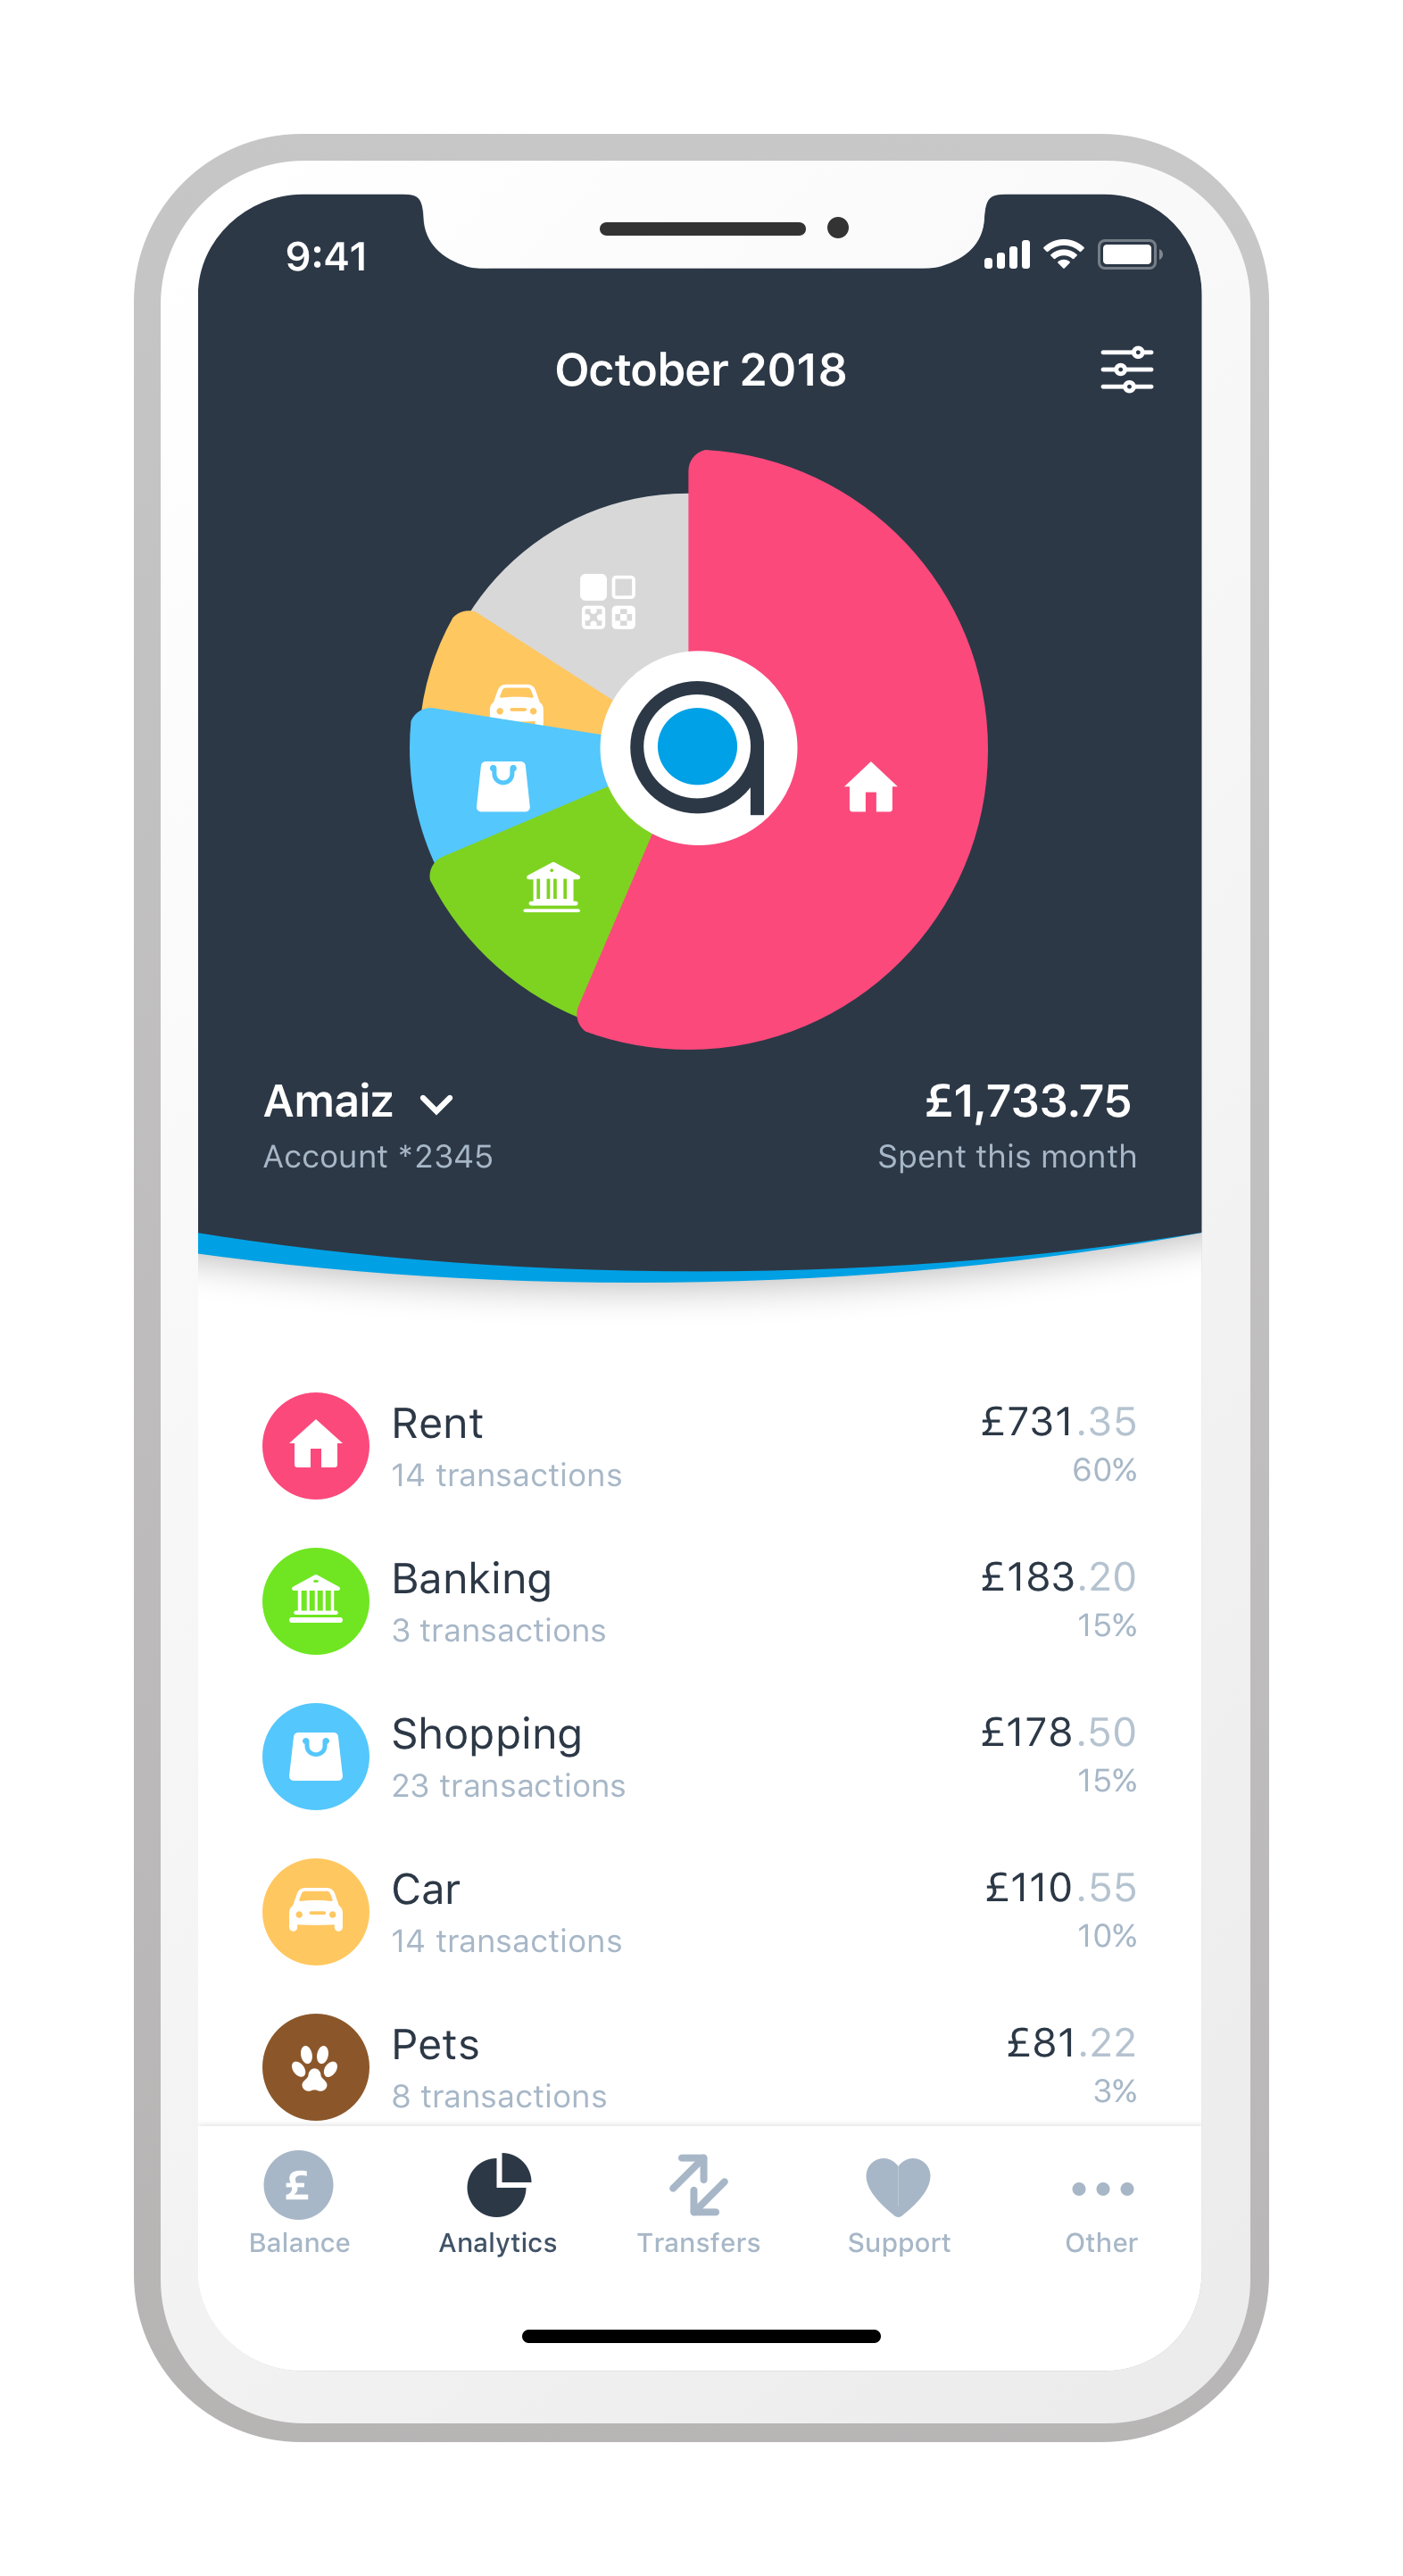 9:41
October 2018
Amaiz
£1,733.75
Account *2345
Spent this month
Rent
£731.35
14 transactions
60%
Banking
£183.20
3 transactions
15%
Shopping
£178.50
23 transactions
15%
Car
£110.55
14 transactions
10%
Pets
£81.22
8 transactions
3%
£
Balance
Analytics
Transfers
Support
Other